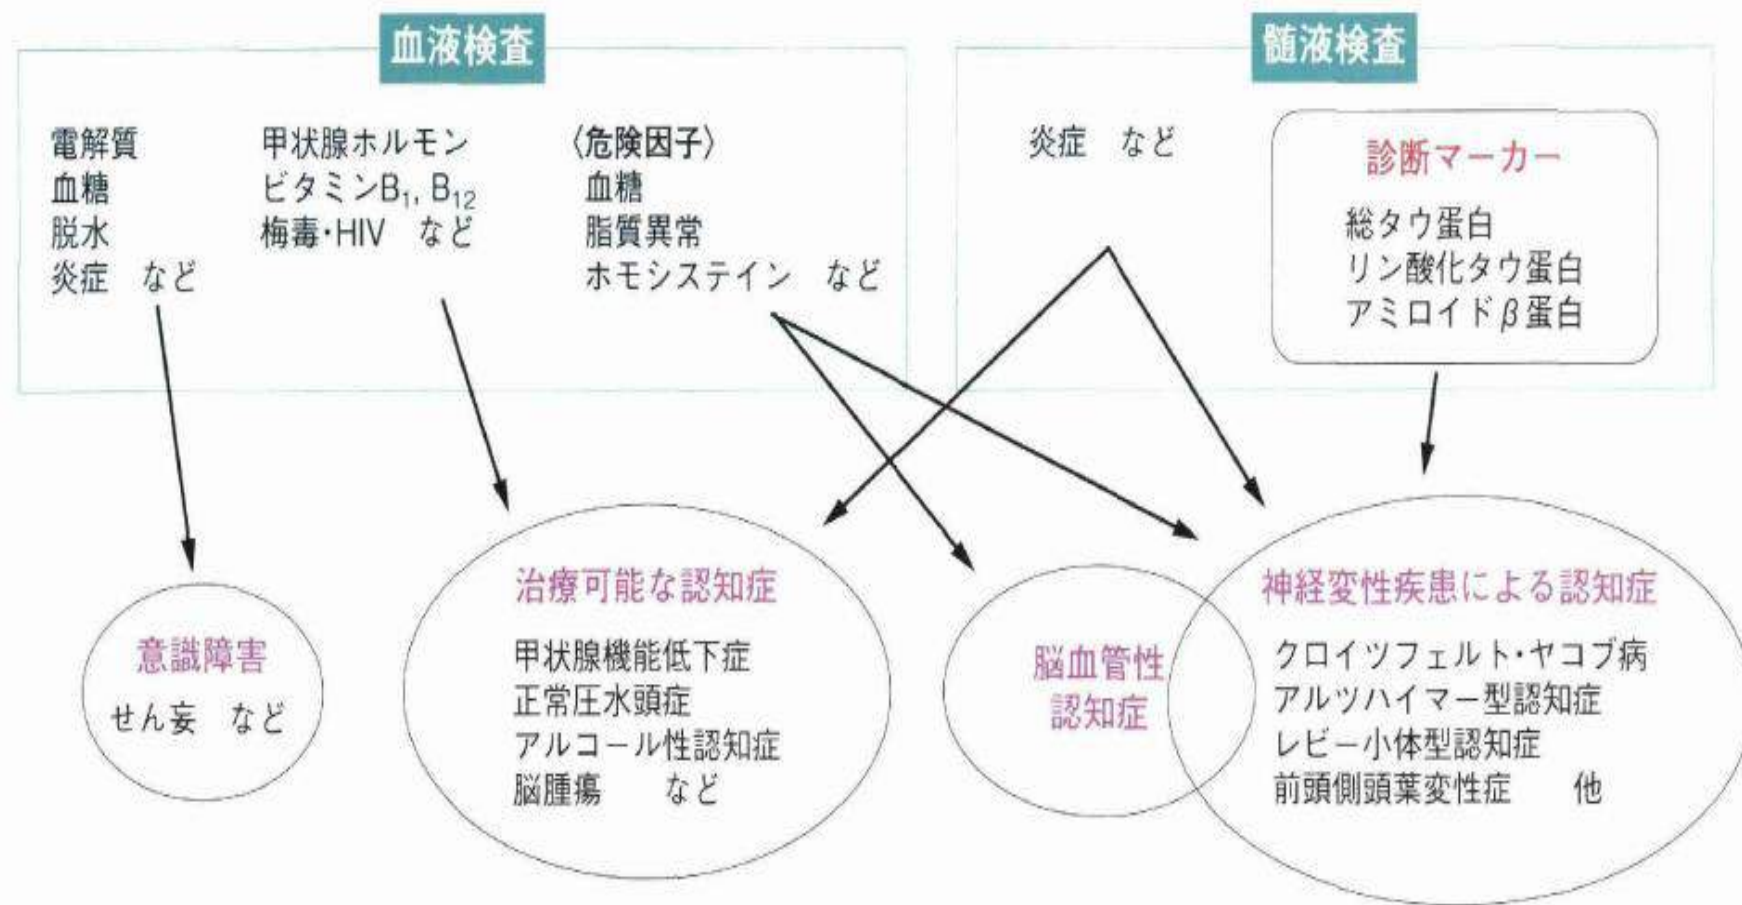 血液検査
電解質
血糖
脱水
炎症 など
甲状腺ホルモン
ビタミンB₁, B₁₂
梅毒・HIV など
〈危険因子〉
血糖
脂質異常
ホモシステイン など
髄液検査
炎症 など
診断マーカー
総タウ蛋白
リン酸化タウ蛋白
アミロイドβ蛋白
意識障害
せん妄 など
治療可能な認知症
甲状腺機能低下症
正常圧水頭症
アルコール性認知症
脳腫瘍 など
脳血管性
認知症
神経変性疾患による認知症
クロイツフェルト・ヤコブ病
アルツハイマー型認知症
レビー小体型認知症
前頭側頭葉変性症 他